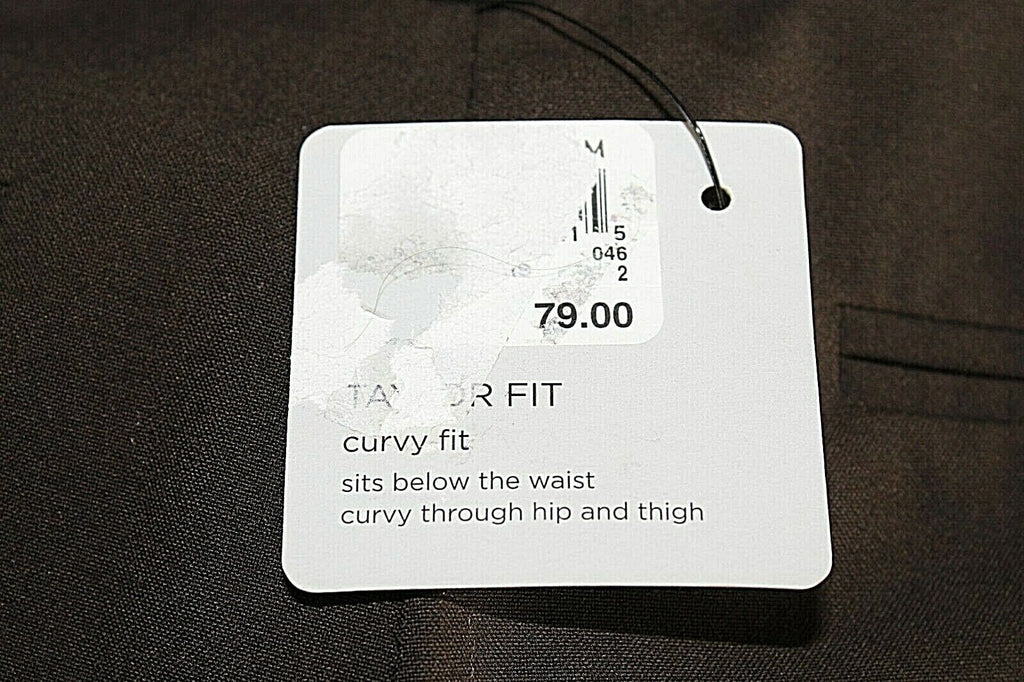 M
1 5
046
2
79.00
FIT
curvy fit
sits below the waist
curvy through hip and thigh